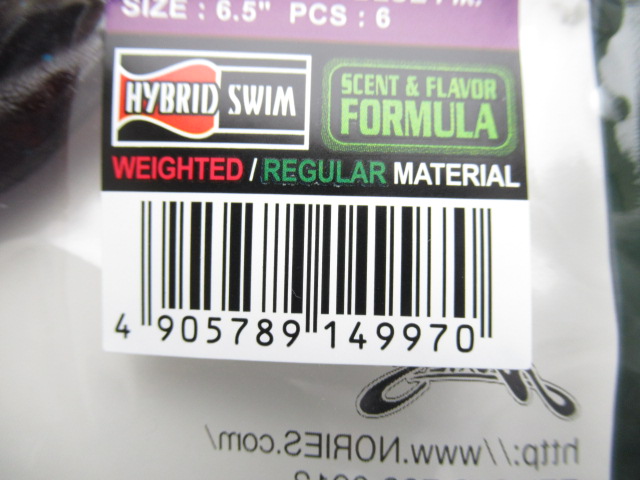 SIZE : 6.5" PCS : 6
HYBRID SWIM
SCENT & FLAVOR
FORMULA
WEIGHTED / REGULAR MATERIAL
4 905789 149970
http://www.NORIES.com/